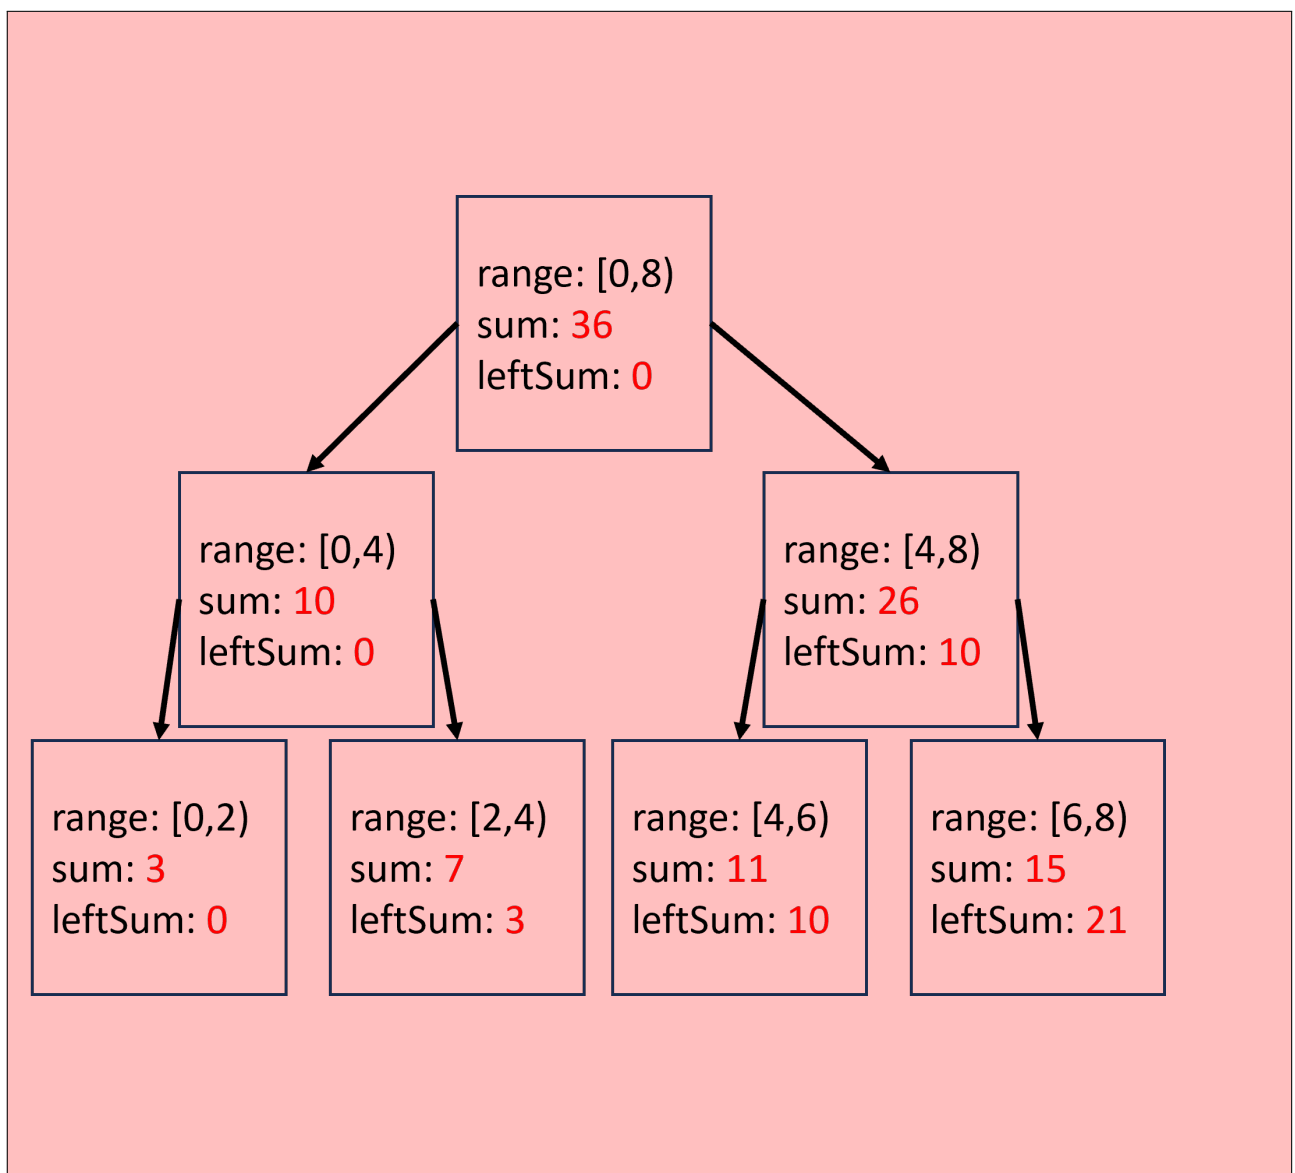 range: [0,8)
sum: 36
leftSum: 0
range: [0,4)
sum: 10
leftSum: 0
range: [4,8)
sum: 26
leftSum: 10
range: [0,2)
sum: 3
leftSum: 0
range: [2,4)
sum: 7
leftSum: 3
range: [4,6)
sum: 11
leftSum: 10
range: [6,8)
sum: 15
leftSum: 21